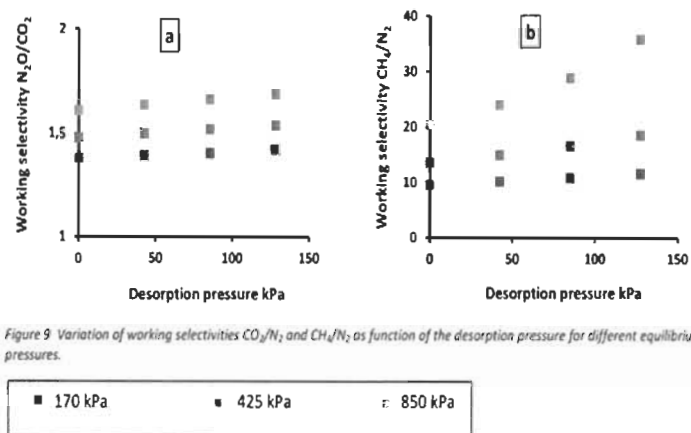 a
Working selectivity N₂O/CO₂
2
1,5
1
0 50 100 150
Desorption pressure kPa
b
Working selectivity CH₄/N₂
40
30
20
10
0
0 50 100 150
Desorption pressure kPa
Figure 9 Variation of working selectivities CO₂/N₂ and CH₄/N₂ as function of the desorption pressure for different equilibriu
pressures.
170 kPa 425 kPa 850 kPa